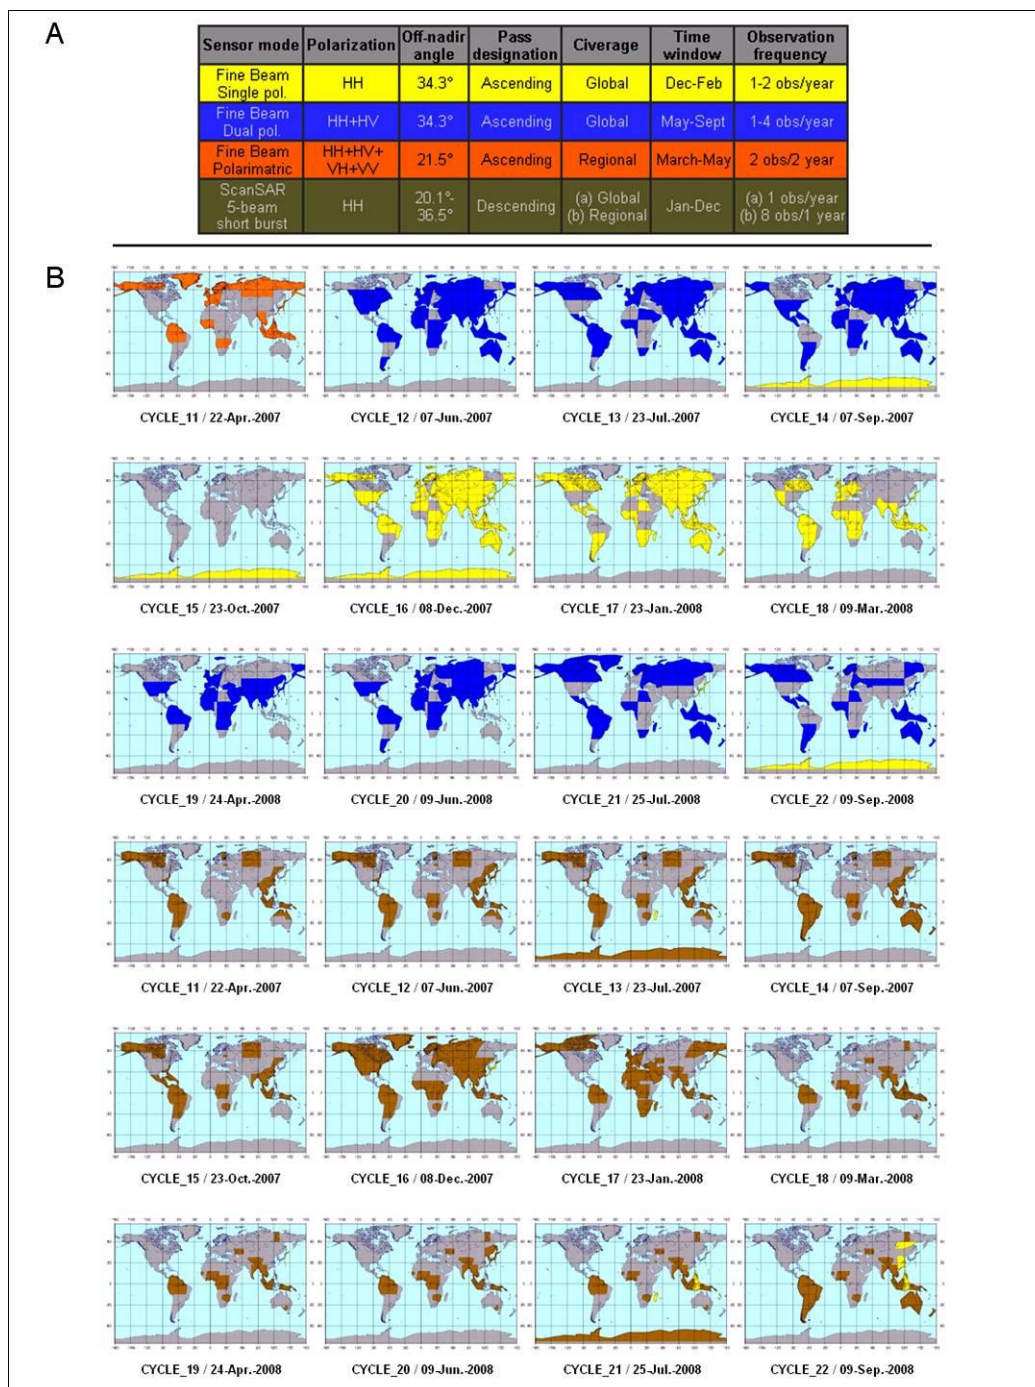 A
Sensor mode Polarization Off-nadir angle Pass designation Civerage Time window Observation frequency
Fine Beam Single pol. HH 34.3° Ascending Global Dec-Feb 1-2 obs/year
Fine Beam Dual pol. HH+HV 34.3° Ascending Global May-Sept 1-4 obs/year
Fine Beam Polarimatric HH+HV+ VH+VV 21.5° Ascending Regional March-May 2 obs/2 year
ScanSAR 5-beam short burst HH 20.1°- 36.5° Descending (a) Global (b) Regional Jan-Dec (a) 1 obs/year (b) 8 obs/1 year
B
CYCLE_11 / 22-Apr.-2007 CYCLE_12 / 07-Jun.-2007 CYCLE_13 / 23-Jul.-2007 CYCLE_14 / 07-Sep.-2007
CYCLE_15 / 23-Oct.-2007 CYCLE_16 / 08-Dec.-2007 CYCLE_17 / 23-Jan.-2008 CYCLE_18 / 09-Mar.-2008
CYCLE_19 / 24-Apr.-2008 CYCLE_20 / 09-Jun.-2008 CYCLE_21 / 25-Jul.-2008 CYCLE_22 / 09-Sep.-2008
CYCLE_11 / 22-Apr.-2007 CYCLE_12 / 07-Jun.-2007 CYCLE_13 / 23-Jul.-2007 CYCLE_14 / 07-Sep.-2007
CYCLE_15 / 23-Oct.-2007 CYCLE_16 / 08-Dec.-2007 CYCLE_17 / 23-Jan.-2008 CYCLE_18 / 09-Mar.-2008
CYCLE_19 / 24-Apr.-2008 CYCLE_20 / 09-Jun.-2008 CYCLE_21 / 25-Jul.-2008 CYCLE_22 / 09-Sep.-2008